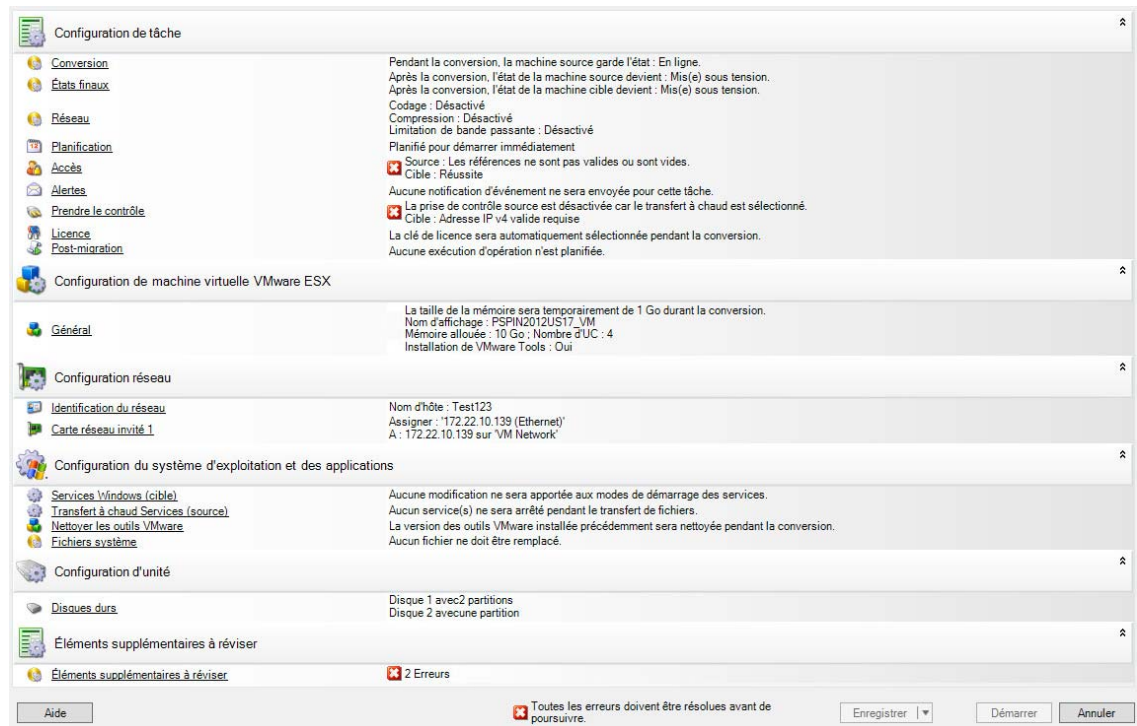 Configuration de tâche
Conversion
Pendant la conversion, la machine source garde l'état : En ligne.
États finaux
Après la conversion, l'état de la machine source devient : Mis(e) sous tension.
Après la conversion, l'état de la machine cible devient : Mis(e) sous tension.
Réseau
Codage : Désactivé
Compression : Désactivé
Limitation de bande passante : Désactivé
Planification
Planifié pour démarrer immédiatement
Accès
Source : Les références ne sont pas valides ou sont vides.
Cible : Réussite
Alertes
Aucune notification d'événement ne sera envoyée pour cette tâche.
Prendre le contrôle
La prise de contrôle source est désactivée car le transfert à chaud est sélectionné.
Cible : Adresse IP v4 valide requise
Licence
La clé de licence sera automatiquement sélectionnée pendant la conversion.
Post-migration
Aucune exécution d'opération n'est planifiée.
Configuration de machine virtuelle VMware ESX
Général
La taille de la mémoire sera temporairement de 1 Go durant la conversion.
Nom d'affichage : PSPIN2012US17_VM
Mémoire allouée : 10 Go ; Nombre d'UC : 4
Installation de VMware Tools : Oui
Configuration réseau
Identification du réseau
Nom d'hôte : Test123
Carte réseau invité 1
Assigner : '172.22.10.139 (Ethernet)'
A : 172.22.10.139 sur 'VM Network'
Configuration du système d'exploitation et des applications
Services Windows (cible)
Aucune modification ne sera apportée aux modes de démarrage des services.
Transfert à chaud Services (source)
Aucun service(s) ne sera arrêté pendant le transfert de fichiers.
Nettoyer les outils VMware
La version des outils VMware installée précédemment sera nettoyée pendant la conversion.
Fichiers système
Aucun fichier ne doit être remplacé.
Configuration d'unité
Disques durs
Disque 1 avec2 partitions
Disque 2 avecune partition
Éléments supplémentaires à réviser
Éléments supplémentaires à réviser
2 Erreurs
Aide
Toutes les erreurs doivent être résolues avant de
poursuivre.
Enregistrer
Démarrer
Annuler